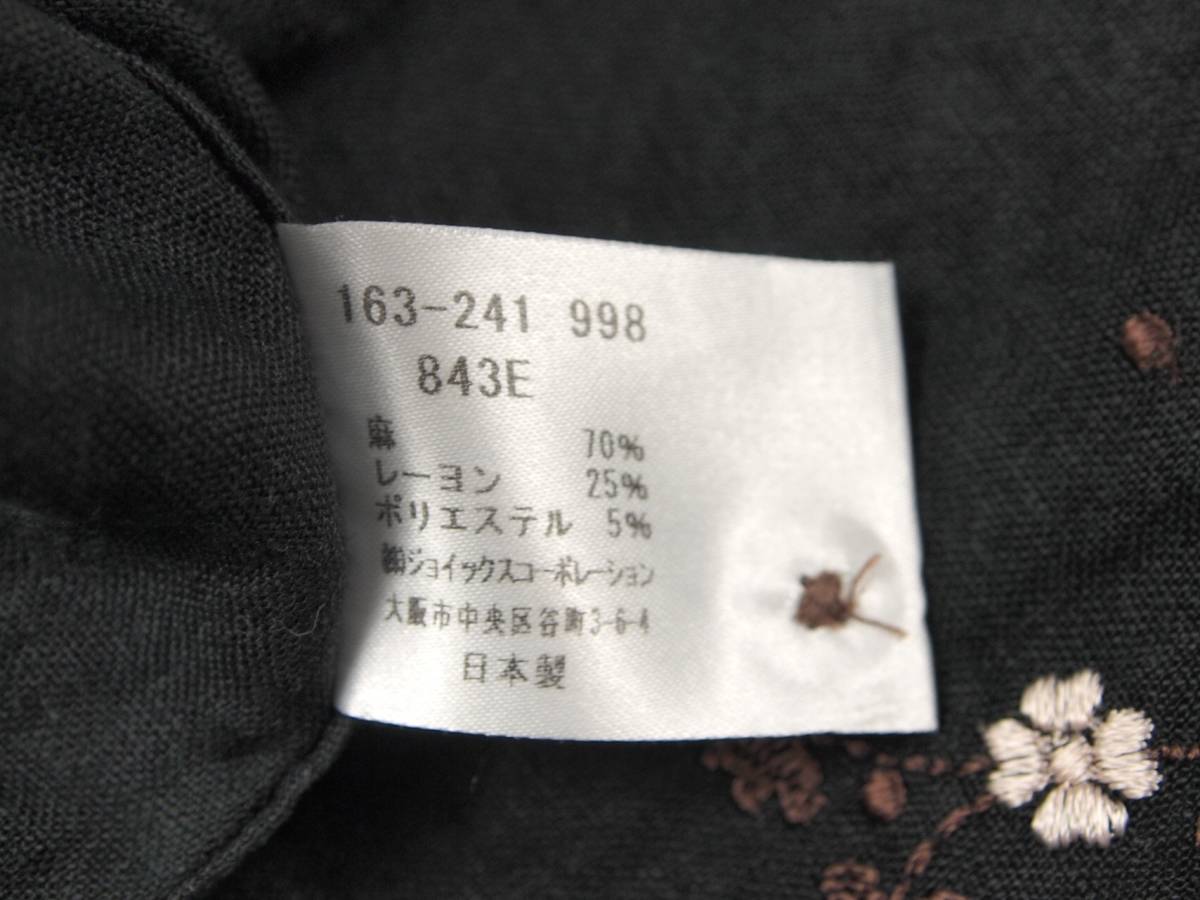 163-241 998
843E
麻 70%
レーヨン 25%
ポリエステル 5%
㈱ジョイックスコーポレーション
大阪市中央区谷町3-6-4
日本製